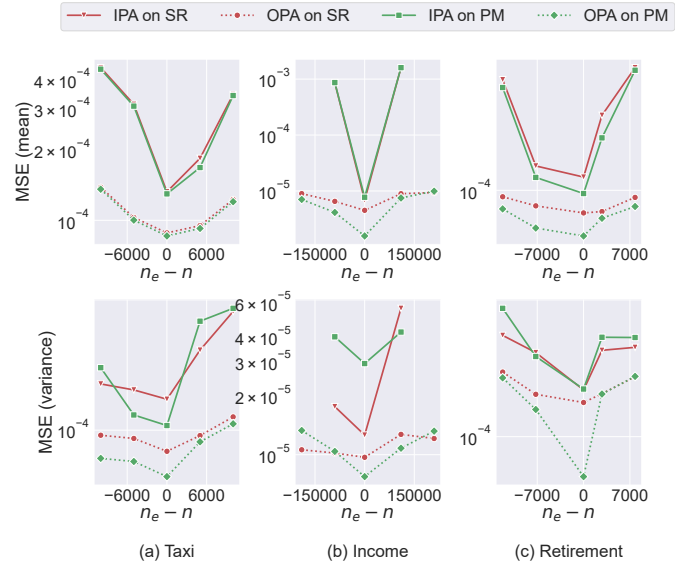 IPA on SR OPA on SR IPA on PM OPA on PM
MSE (mean)
4 × 10⁻⁴
3 × 10⁻⁴
2 × 10⁻⁴
10⁻⁴
−6000 0 6000
n_e − n
10⁻³
10⁻⁴
10⁻⁵
−150000 0 150000
n_e − n
10⁻⁴
−7000 0 7000
n_e − n
MSE (variance)
10⁻⁴
−6000 0 6000
n_e − n
(a) Taxi
6 × 10⁻⁵
4 × 10⁻⁵
3 × 10⁻⁵
2 × 10⁻⁵
10⁻⁵
−150000 0 150000
n_e − n
(b) Income
10⁻⁴
−7000 0 7000
n_e − n
(c) Retirement